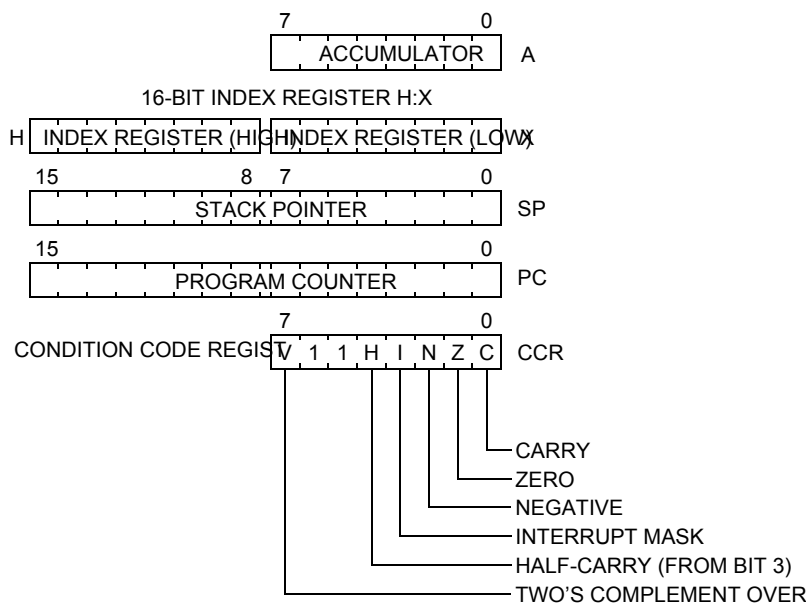 7 0
ACCUMULATOR A
16-BIT INDEX REGISTER H:X
H INDEX REGISTER (HIGH) INDEX REGISTER (LOW) X
15 8 7 0
STACK POINTER SP
15 0
PROGRAM COUNTER PC
7 0
CONDITION CODE REGIST V 1 1 H I N Z C CCR
CARRY
ZERO
NEGATIVE
INTERRUPT MASK
HALF-CARRY (FROM BIT 3)
TWO'S COMPLEMENT OVER